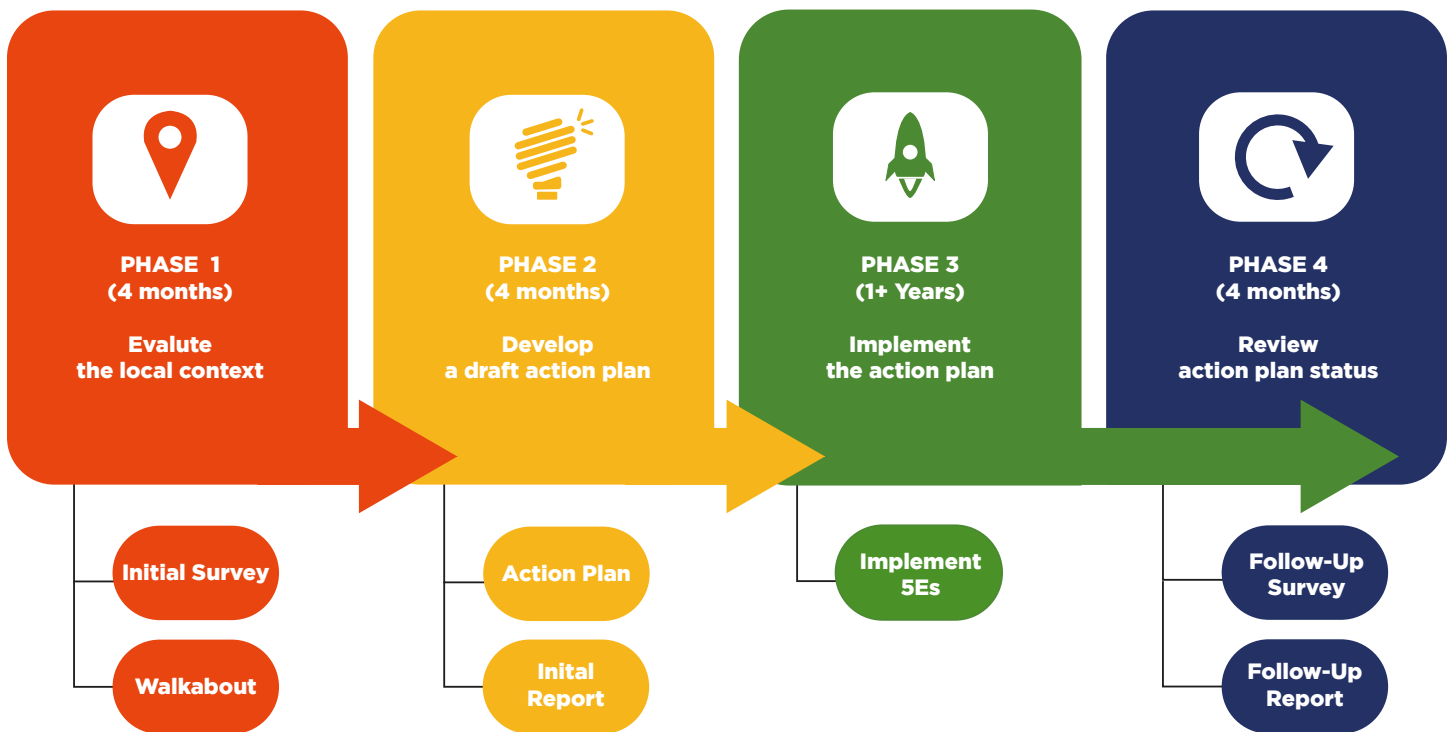 PHASE 1
(4 months)
Evalute
the local context
Initial Survey
Walkabout
PHASE 2
(4 months)
Develop
a draft action plan
Action Plan
Inital
Report
PHASE 3
(1+ Years)
Implement
the action plan
Implement
5Es
PHASE 4
(4 months)
Review
action plan status
Follow-Up
Survey
Follow-Up
Report